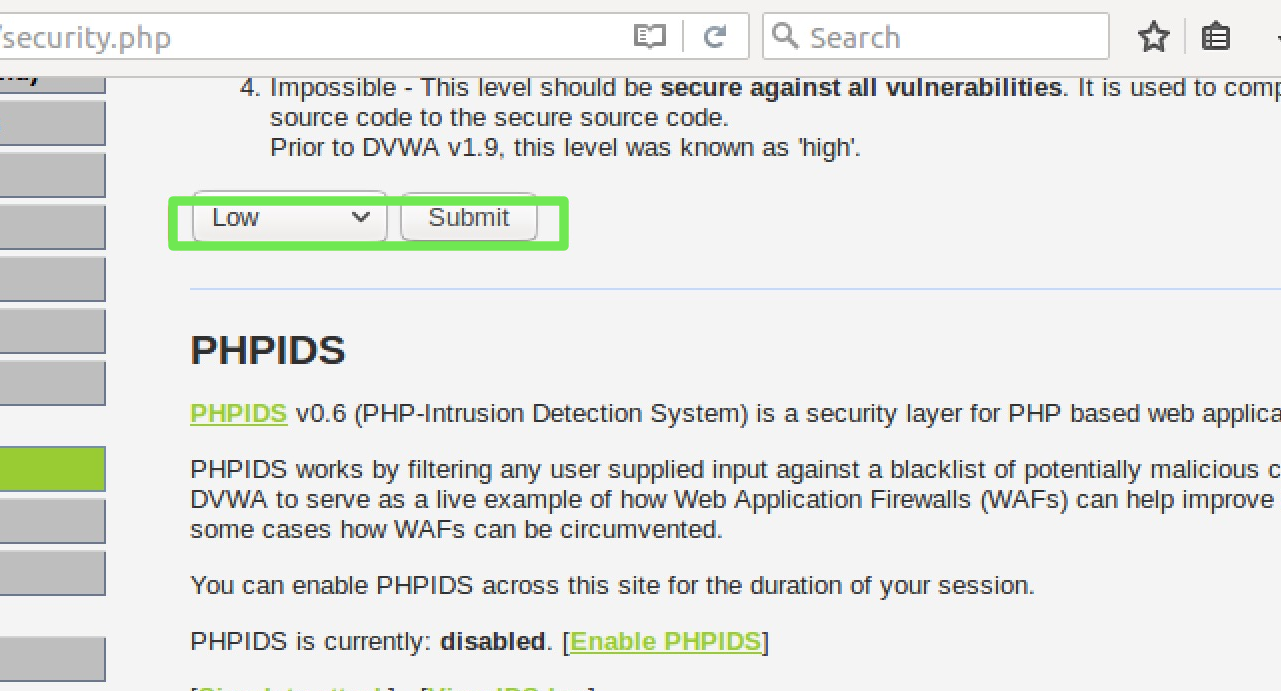 /security.php
Search
4. Impossible - This level should be secure against all vulnerabilities. It is used to
source code to the secure source code.
Prior to DVWA v1.9, this level was known as 'high'.
Low
Submit
PHPIDS
PHPIDS v0.6 (PHP-Intrusion Detection System) is a security layer for PHP based web
PHPIDS works by filtering any user supplied input against a blacklist of potentially malicious
DVWA to serve as a live example of how Web Application Firewalls (WAFs) can help improve
some cases how WAFs can be circumvented.
You can enable PHPIDS across this site for the duration of your session.
PHPIDS is currently: disabled. [Enable PHPIDS]